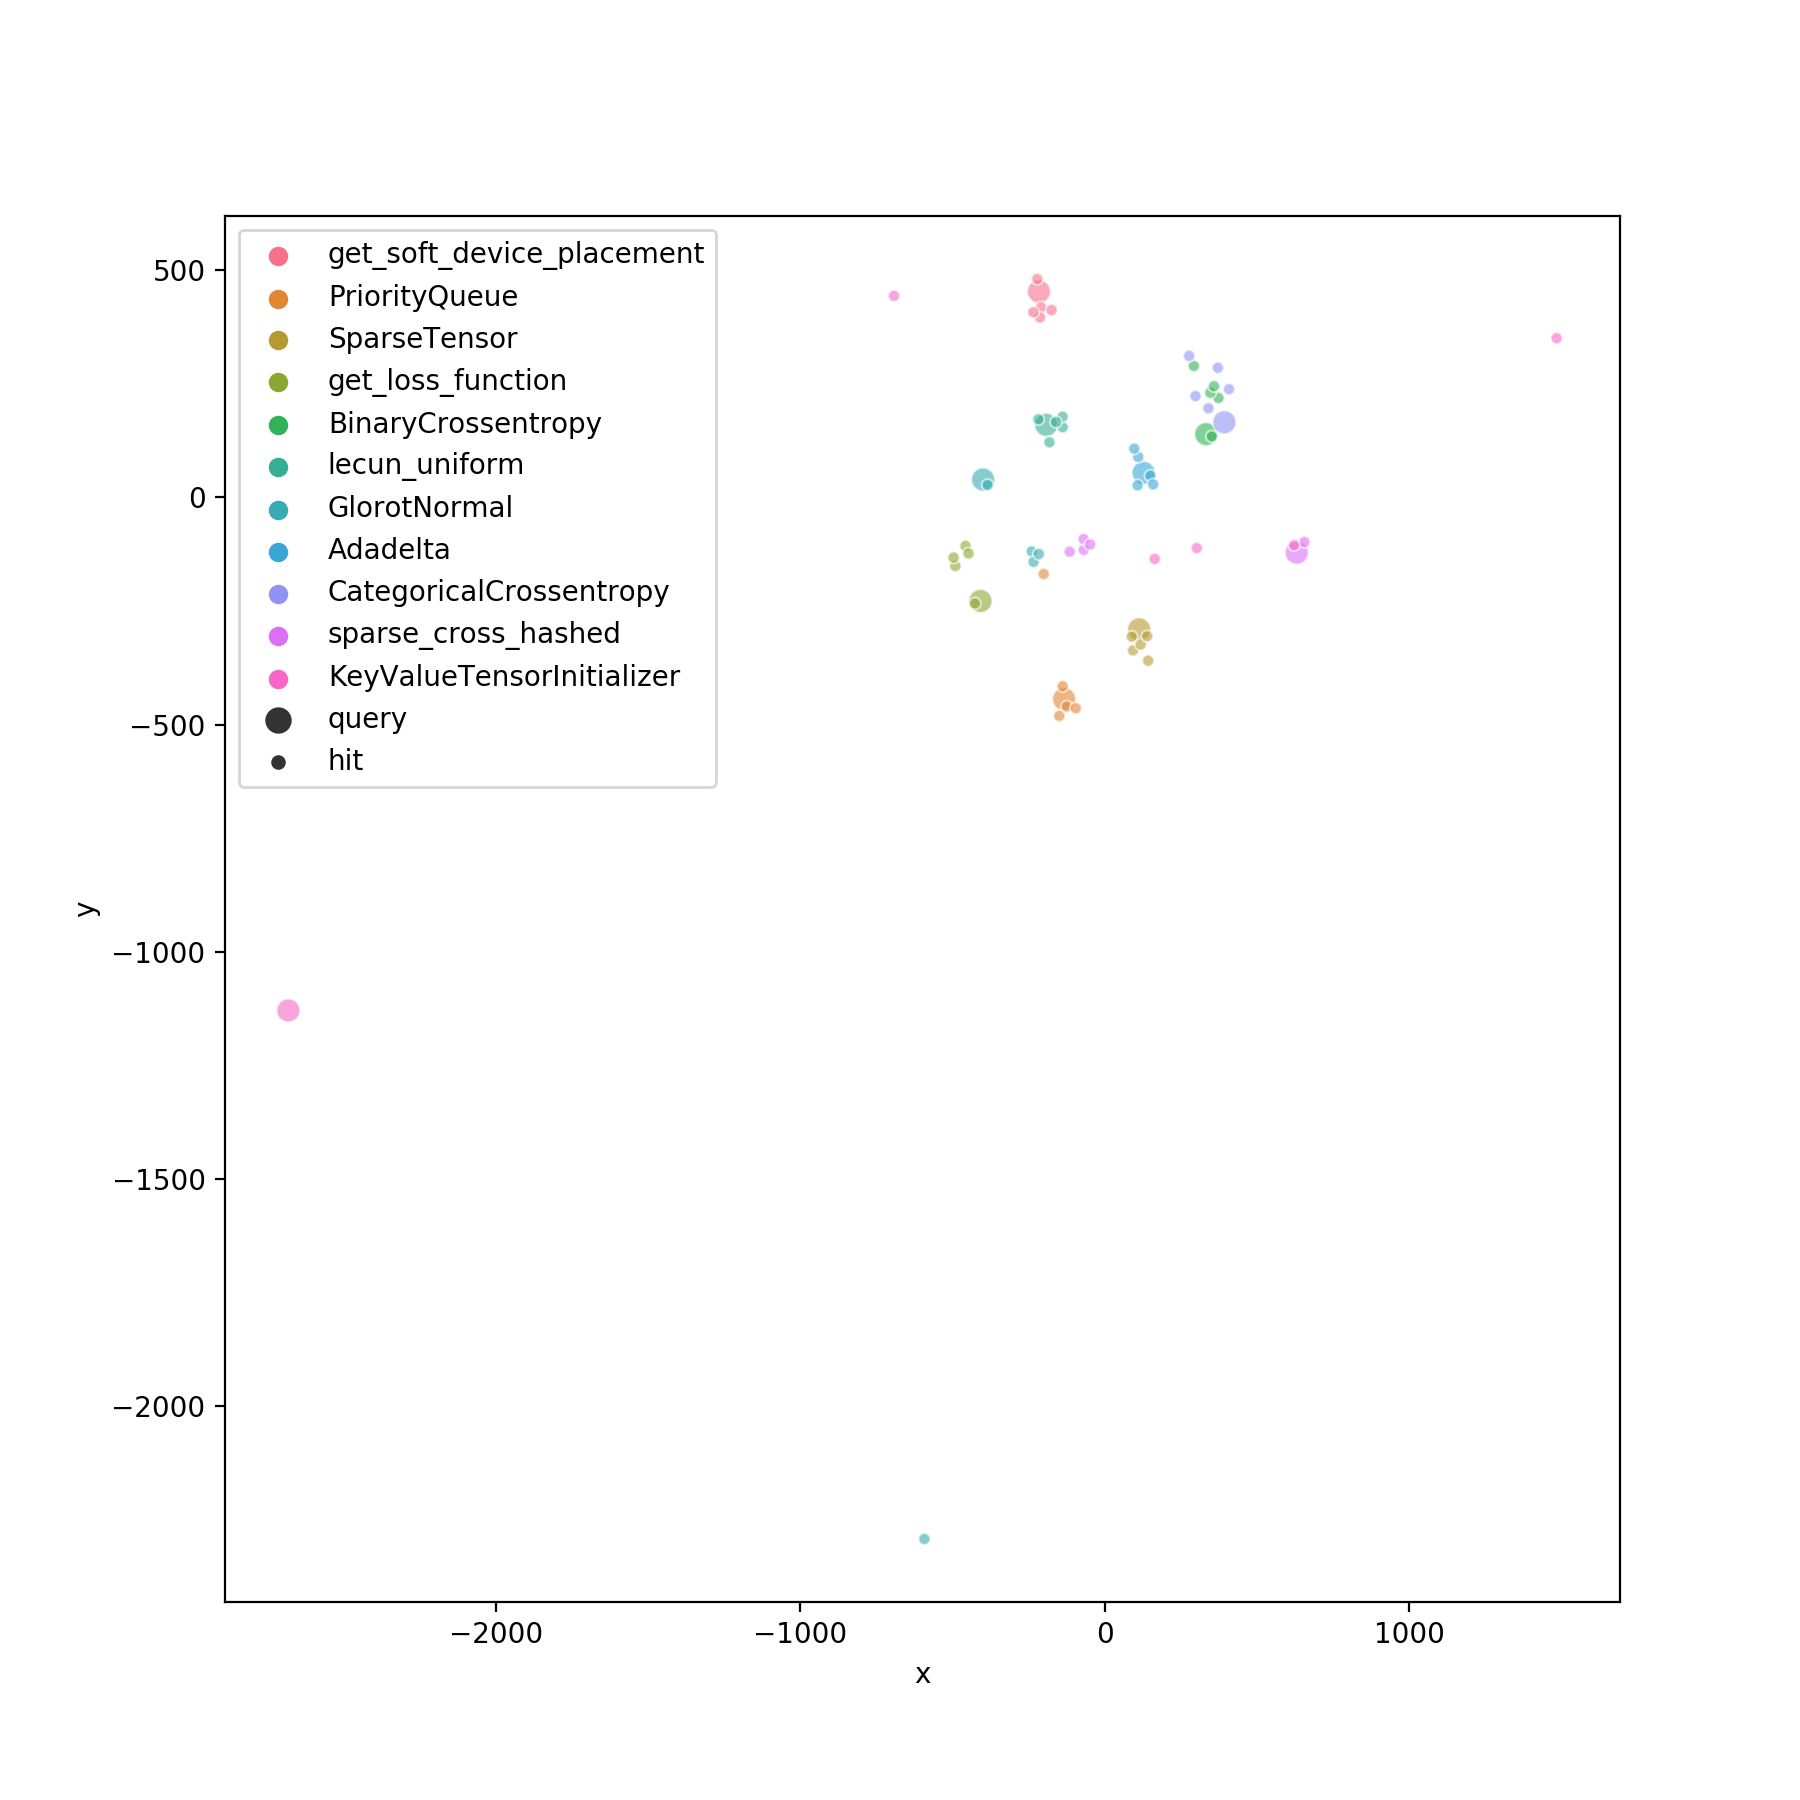 get_soft_device_placement
PriorityQueue
SparseTensor
get_loss_function
BinaryCrossentropy
lecun_uniform
GlorotNormal
Adadelta
CategoricalCrossentropy
sparse_cross_hashed
KeyValueTensorInitializer
query
hit
500
0
−500
−1000
−1500
−2000
y
−2000 −1000 0 1000
x